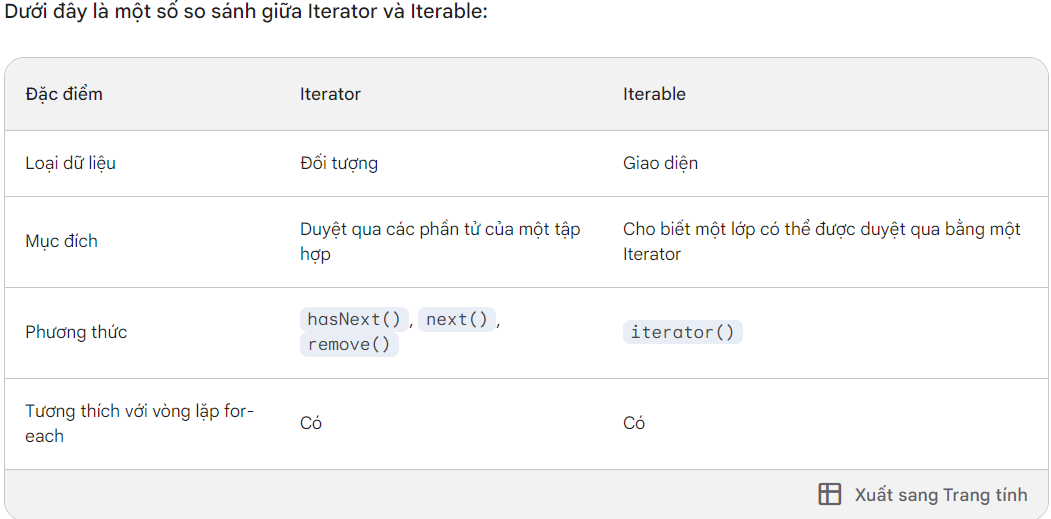 Dưới đây là một số so sánh giữa Iterator và Iterable:
Đặc điểm
Iterator
Iterable
Loại dữ liệu
Đối tượng
Giao diện
Mục đích
Duyệt qua các phần tử của một tập
hợp
Cho biết một lớp có thể được duyệt qua bằng một
Iterator
Phương thức
hasNext(), next(),
remove()
iterator()
Tương thích với vòng lặp for-
each
Có
Có
Xuất sang Trang tính